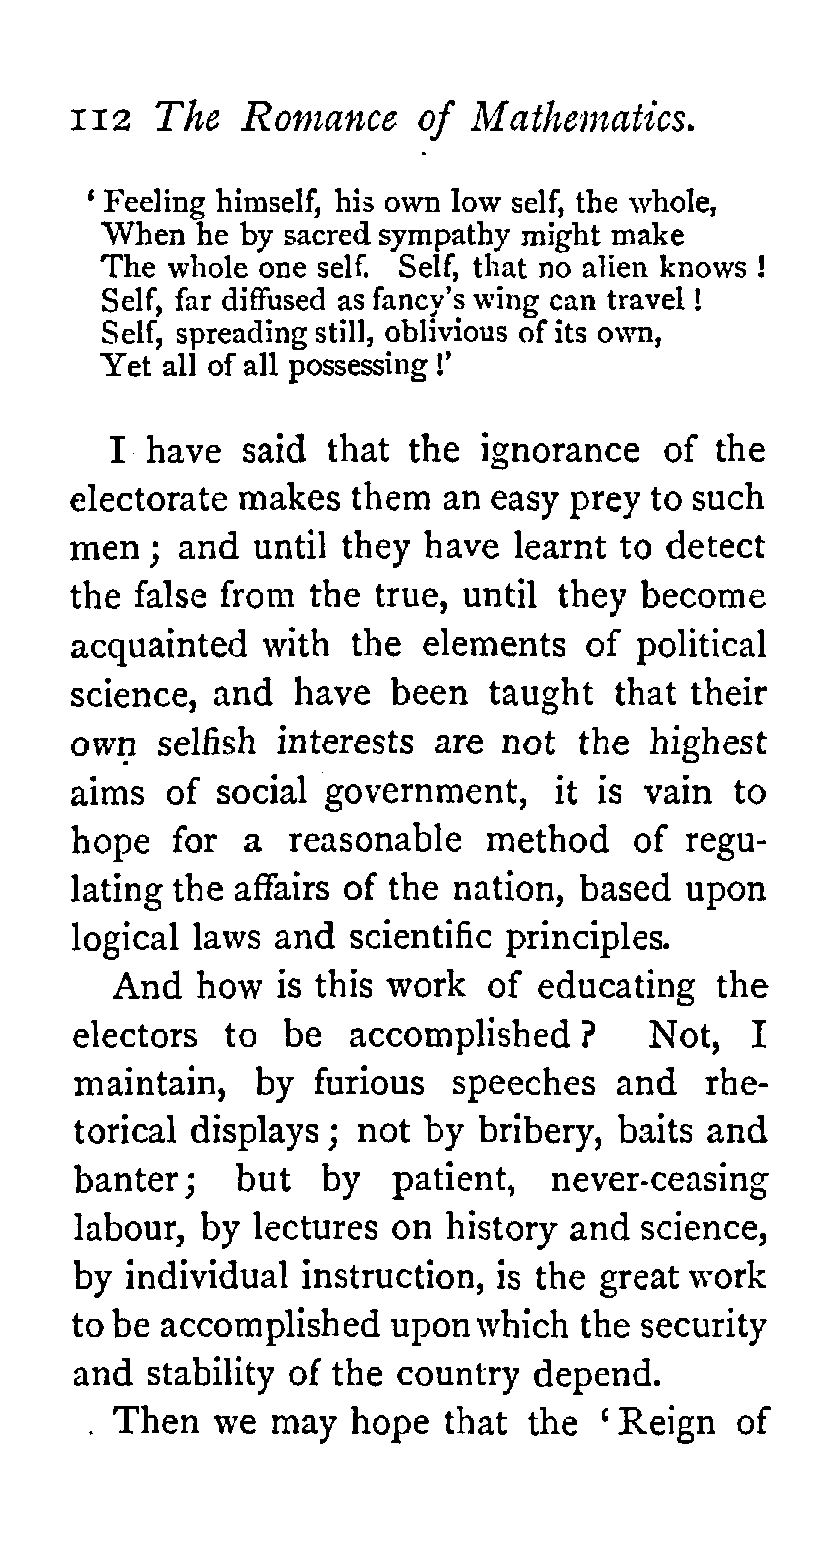 112 The Romance of Mathematics.
‘Feeling himself, his own low self, the whole,
When he by sacred sympathy might make
The whole one self. Self, that no alien knows !
Self, far diffused as fancy’s wing can travel !
Self, spreading still, oblivious of its own,
Yet all of all possessing !’
I have said that the ignorance of the
electorate makes them an easy prey to such
men ; and until they have learnt to detect
the false from the true, until they become
acquainted with the elements of political
science, and have been taught that their
own selfish interests are not the highest
aims of social government, it is vain to
hope for a reasonable method of regu-
lating the affairs of the nation, based upon
logical laws and scientific principles.
And how is this work of educating the
electors to be accomplished ? Not, I
maintain, by furious speeches and rhe-
torical displays ; not by bribery, baits and
banter ; but by patient, never-ceasing
labour, by lectures on history and science,
by individual instruction, is the great work
to be accomplished upon which the security
and stability of the country depend.
Then we may hope that the ‘Reign of